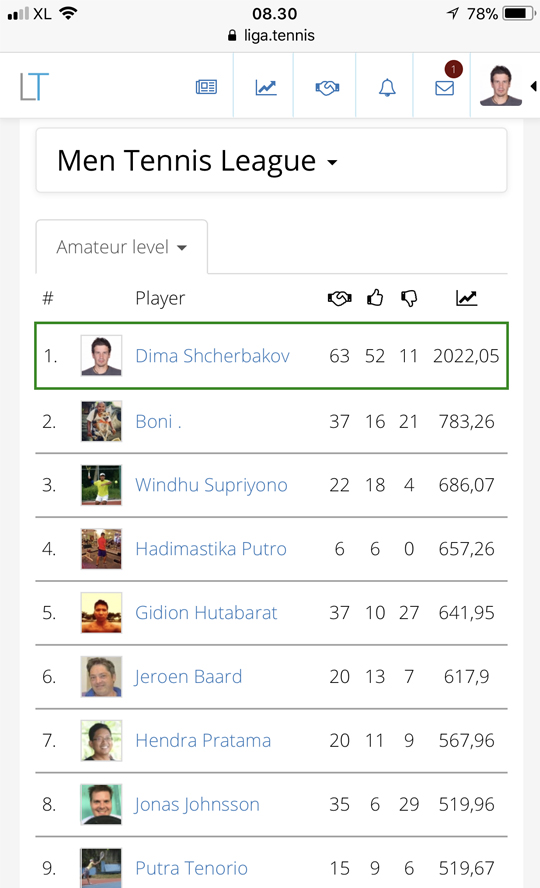 XL 08.30 78%
liga.tennis
LT 1
Men Tennis League
Amateur level
# Player
1. Dima Shcherbakov 63 52 11 2022,05
2. Boni . 37 16 21 783,26
3. Windhu Supriyono 22 18 4 686,07
4. Hadimastika Putro 6 6 0 657,26
5. Gidion Hutabarat 37 10 27 641,95
6. Jeroen Baard 20 13 7 617,9
7. Hendra Pratama 20 11 9 567,96
8. Jonas Johnsson 35 6 29 519,96
9. Putra Tenorio 15 9 6 519,67